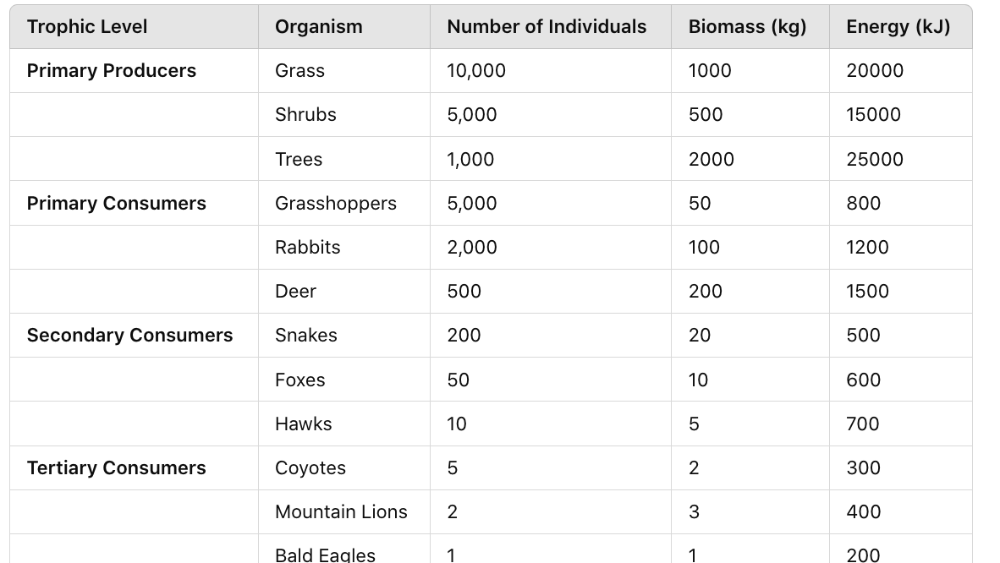 Trophic Level Organism Number of Individuals Biomass (kg) Energy (kJ)
Primary Producers Grass 10,000 1000 20000
Shrubs 5,000 500 15000
Trees 1,000 2000 25000
Primary Consumers Grasshoppers 5,000 50 800
Rabbits 2,000 100 1200
Deer 500 200 1500
Secondary Consumers Snakes 200 20 500
Foxes 50 10 600
Hawks 10 5 700
Tertiary Consumers Coyotes 5 2 300
Mountain Lions 2 3 400
Bald Eagles 1 1 200